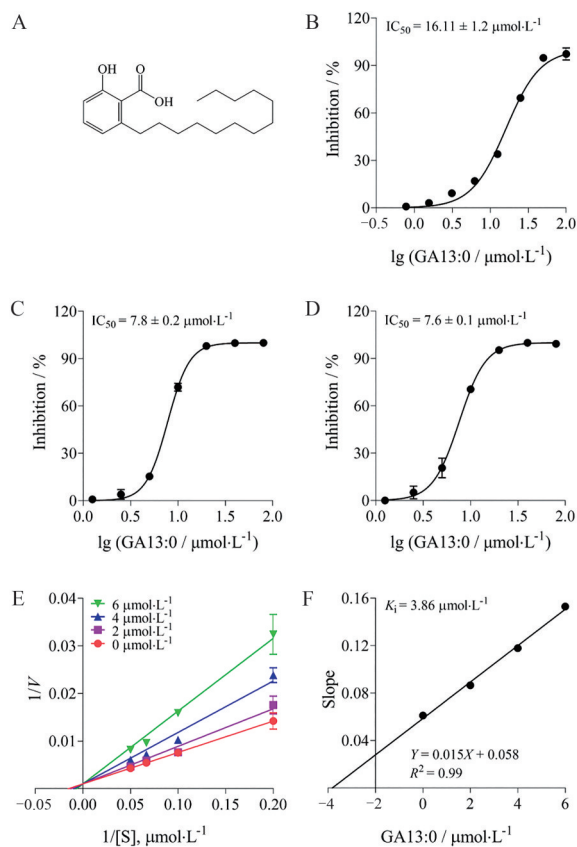 A
OH
O
OH
B
IC50 = 16.11 ± 1.2 μmol·L-1
120
90
60
30
0
Inhibition / %
−0.5 0.0 0.5 1.0 1.5 2.0
lg (GA13:0 / μmol·L-1)
C
IC50 = 7.8 ± 0.2 μmol·L-1
120
90
60
30
0
Inhibition / %
0.0 0.5 1.0 1.5 2.0
lg (GA13:0 / μmol·L-1)
D
IC50 = 7.6 ± 0.1 μmol·L-1
120
90
60
30
0
Inhibition / %
0.0 0.5 1.0 1.5 2.0
lg (GA13:0 / μmol·L-1)
E
6 μmol·L-1
4 μmol·L-1
2 μmol·L-1
0 μmol·L-1
0.04
0.03
0.02
0.01
1/V
−0.05 0.00 0.05 0.10 0.15 0.20
1/[S], μmol·L-1
F
Ki = 3.86 μmol·L-1
0.16
0.12
0.08
0.04
Slope
Y = 0.015X + 0.058
R2 = 0.99
−4 −2 0 2 4 6
GA13:0 / μmol·L-1